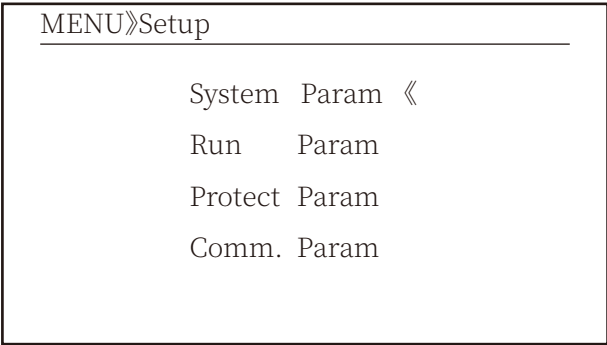 MENU》Setup
System Param 《
Run Param
Protect Param
Comm. Param